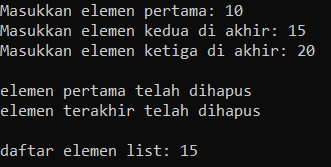 Masukkan elemen pertama: 10
Masukkan elemen kedua di akhir: 15
Masukkan elemen ketiga di akhir: 20
elemen pertama telah dihapus
elemen terakhir telah dihapus
daftar elemen list: 15